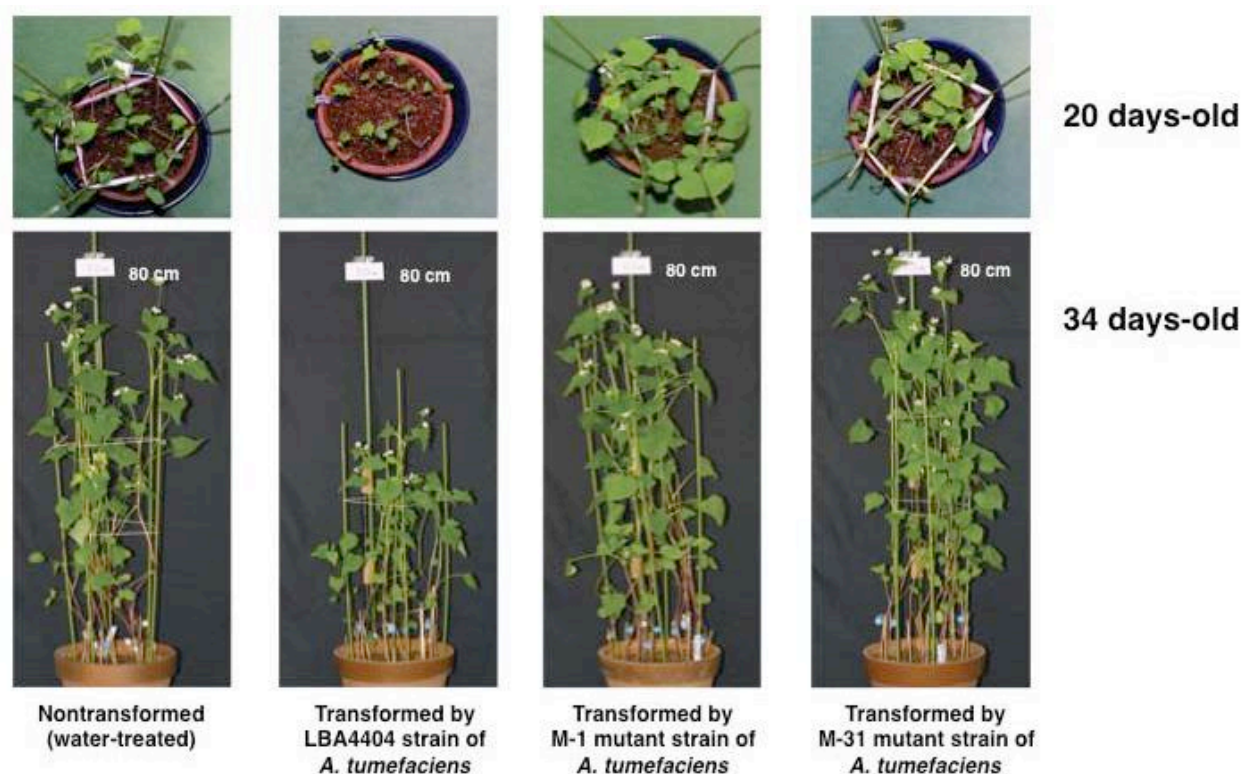 20 days-old
80 cm
80 cm
80 cm
80 cm
34 days-old
Nontransformed
(water-treated)
Transformed by
LBA4404 strain of
A. tumefaciens
Transformed by
M-1 mutant strain of
A. tumefaciens
Transformed by
M-31 mutant strain of
A. tumefaciens